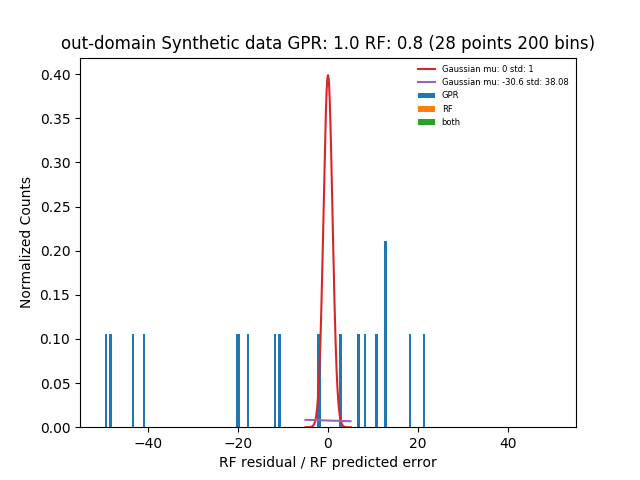 out-domain Synthetic data GPR: 1.0 RF: 0.8 (28 points 200 bins)
Gaussian mu: 0 std: 1
Gaussian mu: -30.6 std: 38.08
GPR
RF
both
Normalized Counts
0.40
0.35
0.30
0.25
0.20
0.15
0.10
0.05
0.00
−40 −20 0 20 40
RF residual / RF predicted error